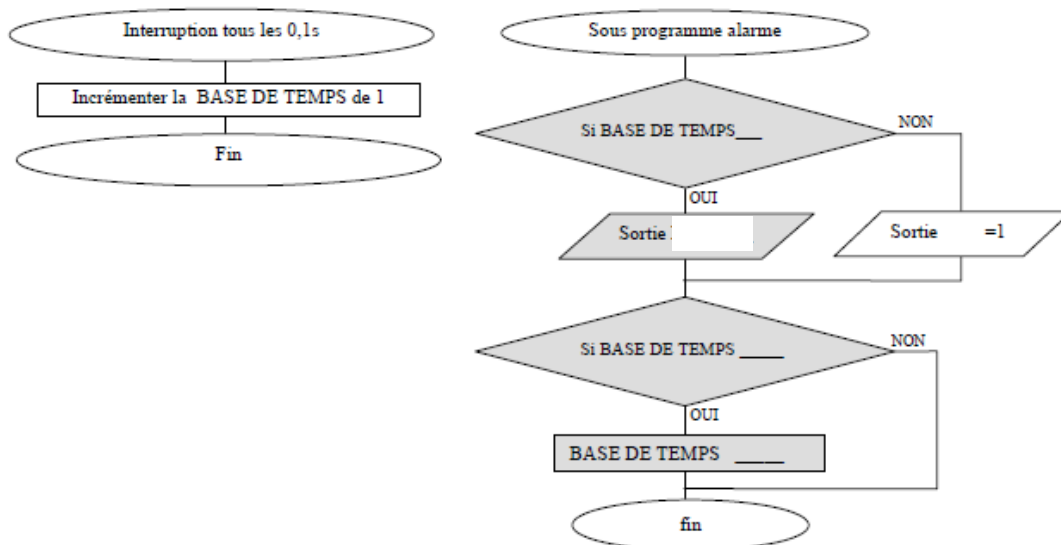 Interruption tous les 0,1s
Incrémenter la BASE DE TEMPS de 1
Fin
Sous programme alarme
Si BASE DE TEMPS___
NON
OUI
Sortie
Sortie =1
Si BASE DE TEMPS _____
NON
OUI
BASE DE TEMPS _____
fin